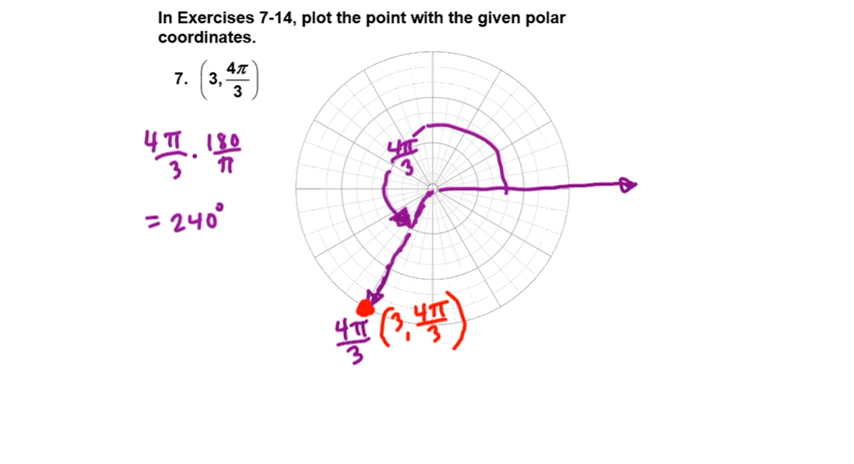 In Exercises 7-14, plot the point with the given polar
coordinates.
7. (3, 4π/3)
4π/3 · 180/π
= 240°
4π/3
4π/3 (3, 4π/3)